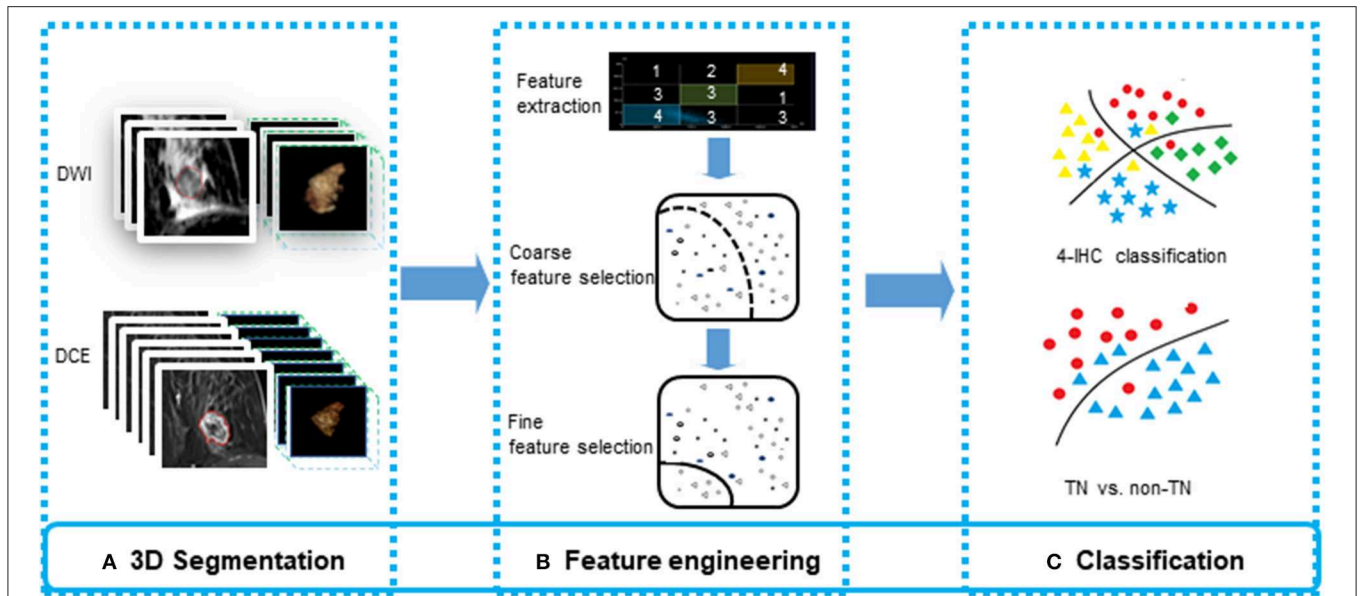 DWI
DCE
A 3D Segmentation
Feature
extraction
1 2 4
3 3 1
4 3 3
Coarse
feature selection
Fine
feature selection
B Feature engineering
4-IHC classification
TN vs. non-TN
C Classification